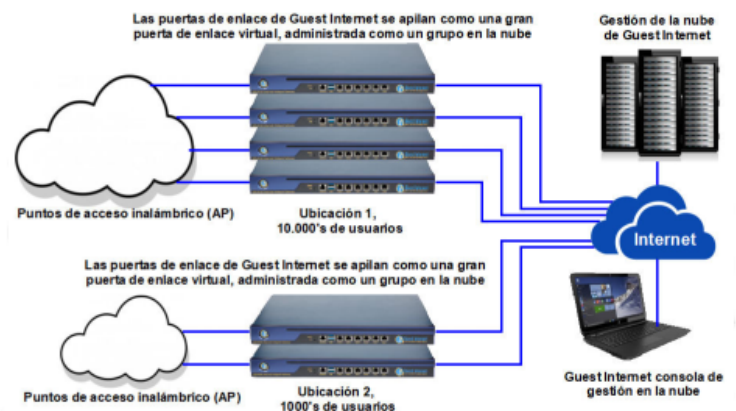 Las puertas de enlace de Guest Internet se apilan como una gran
puerta de enlace virtual, administrada como un grupo en la nube
Gestión de la nube
de Guest Internet
Puntos de acceso inalámbrico (AP)
Ubicación 1,
10.000's de usuarios
Internet
Las puertas de enlace de Guest Internet se apilan como una gran
puerta de enlace virtual, administrada como un grupo en la nube
Puntos de acceso inalámbrico (AP)
Ubicación 2,
1000's de usuarios
Guest Internet consola de
gestión en la nube